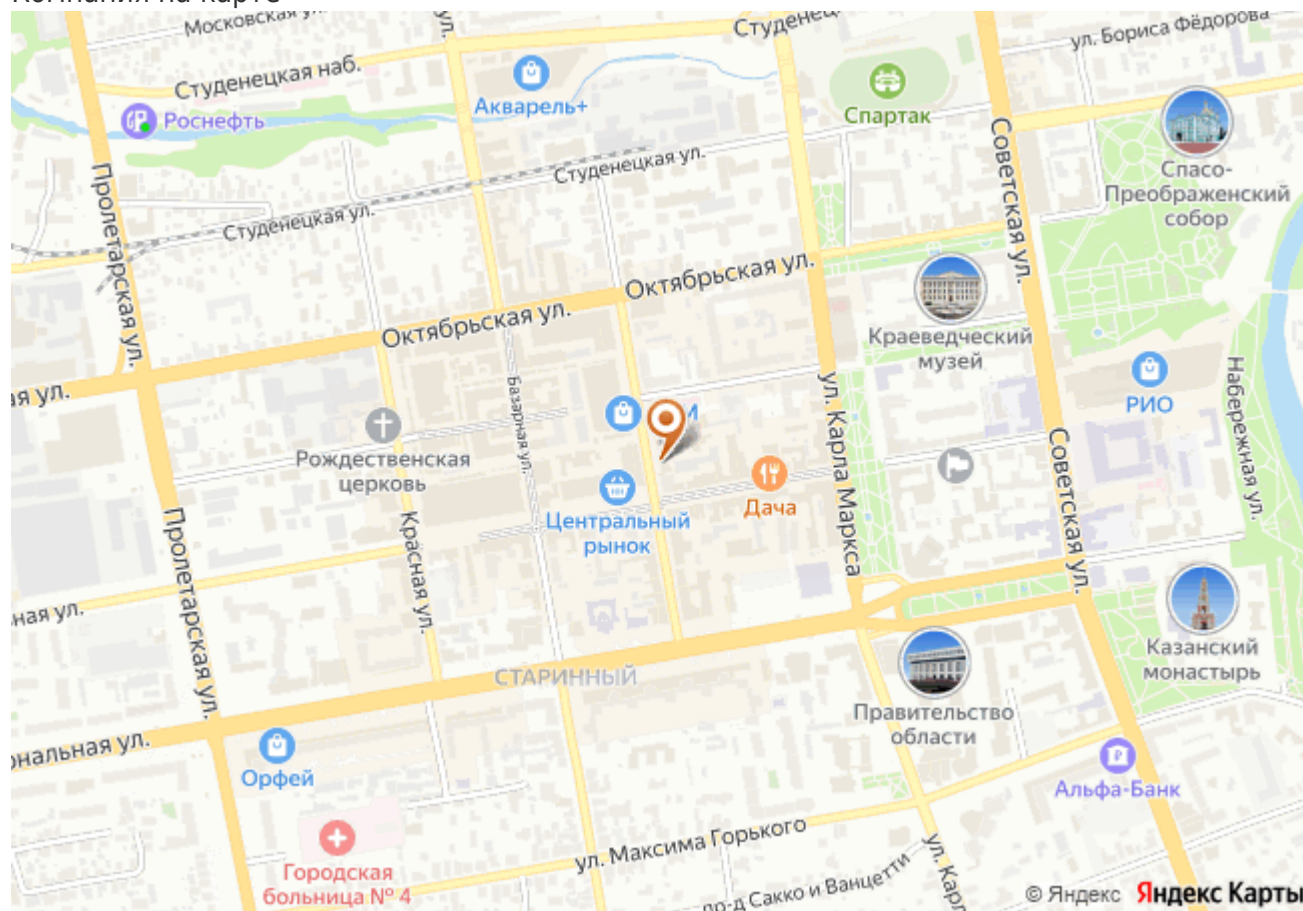 Московская ул.
Студенецкая наб.
Роснефть
Акварель+
Спартак
ул. Бориса Фёдорова
Советская ул.
Спасо-
Преображенский
собор
Студенецкая ул.
Студенецкая ул.
Пролетарская ул.
Октябрьская ул.
Октябрьская ул.
Краеведческий
музей
Базарная ул.
ул. Карла Маркса
РИО
Набережная ул.
Рождественская
церковь
Советская ул.
Дача
Центральный
рынок
Красная ул.
Пролетарская ул.
СТАРИННЫЙ
Казанский
монастырь
Правительство
области
Орфей
Альфа-Банк
ул. Максима Горького
Городская
больница № 4
пр-д Сакко и Ванцетти
© Яндекс Яндекс Карты